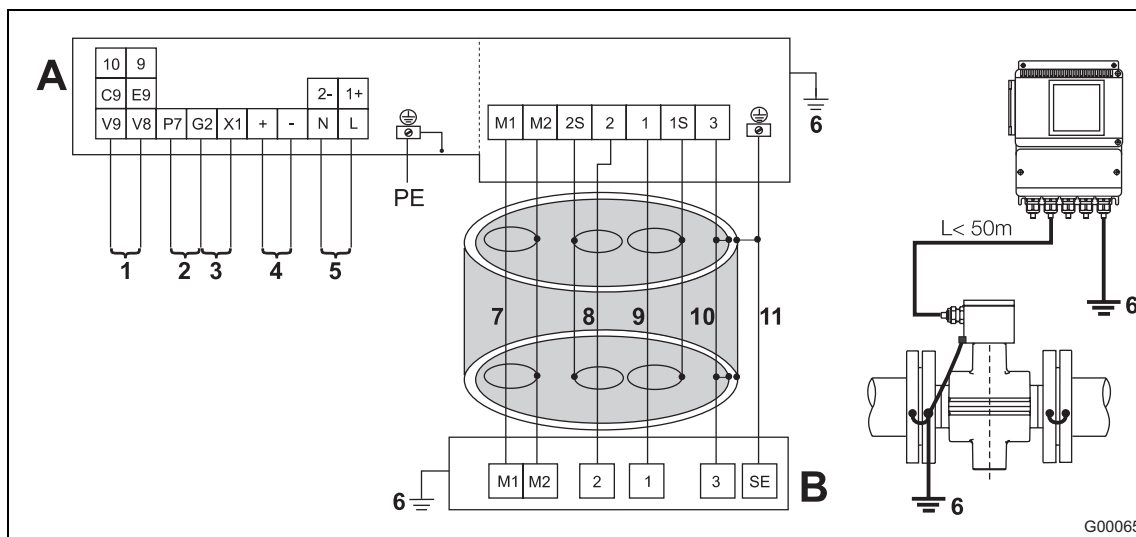 A
10 9
C9 E9 2- 1+
V9 V8 P7 G2 X1 + - N L
M1 M2 2S 2 1 1S 3
6
PE
1 2 3 4 5
7 8 9 10 11
6
M1 M2 2 1 3 SE
B
L< 50m
6
6
G00065